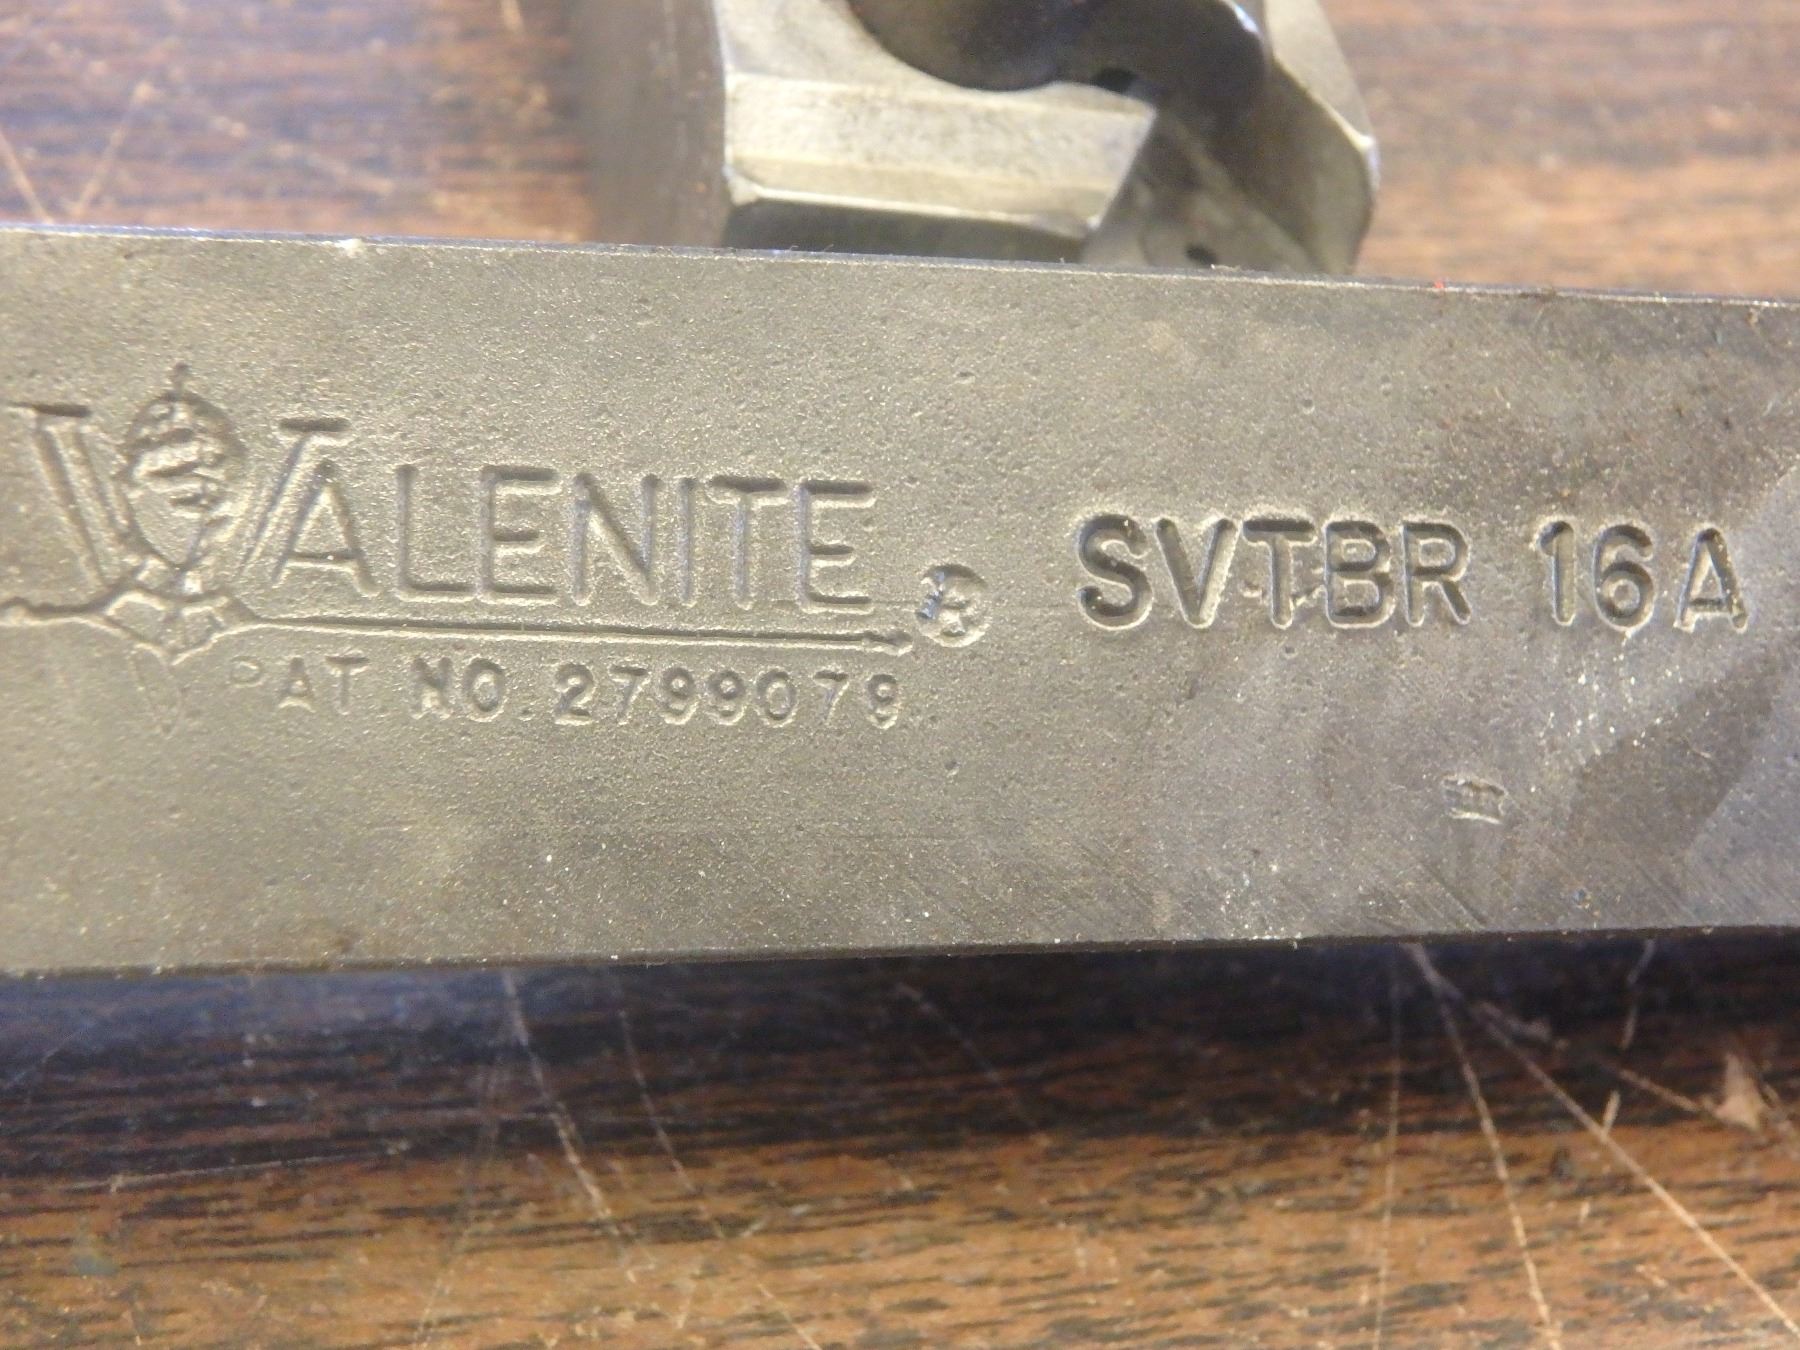 VALENITE ® SVTBR 16A
PAT. NO. 2799079
H